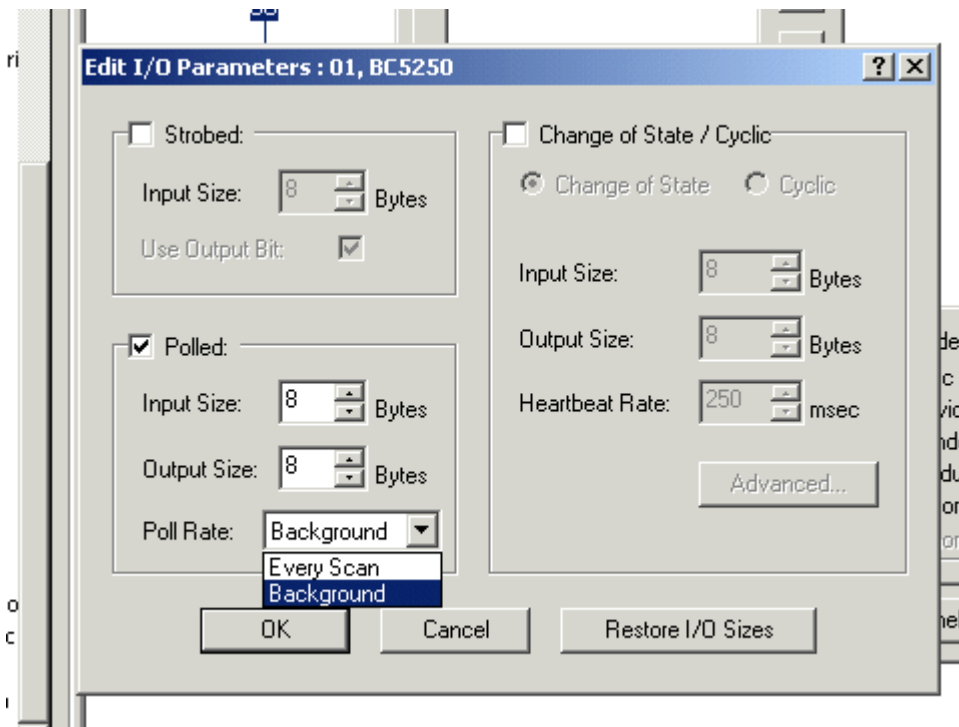 Edit I/O Parameters : 01, BC5250
Strobed:
Input Size: 8 Bytes
Use Output Bit:
Polled:
Input Size: 8 Bytes
Output Size: 8 Bytes
Poll Rate: Background
Every Scan
Background
Change of State / Cyclic
Change of State Cyclic
Input Size: 8 Bytes
Output Size: 8 Bytes
Heartbeat Rate: 250 msec
Advanced...
OK Cancel Restore I/O Sizes